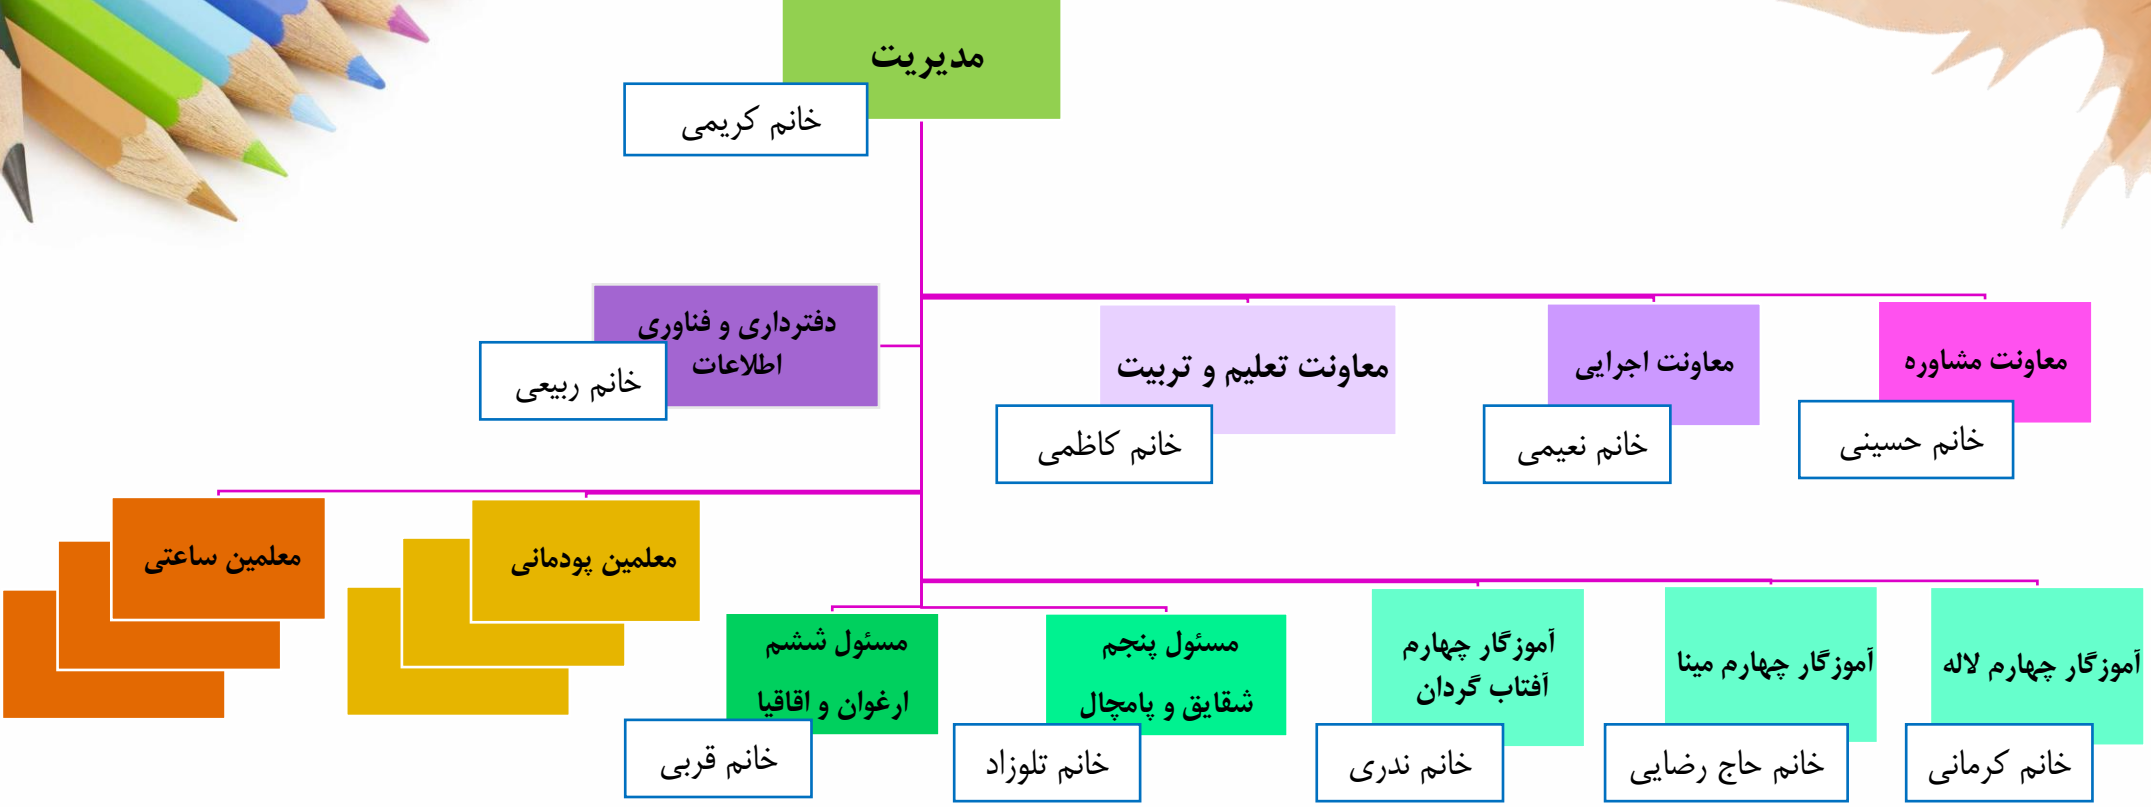 مدیریت
خانم کریمی
معاونت مشاوره
خانم حسینی
معاونت اجرایی
خانم نعیمی
معاونت تعلیم و تربیت
خانم کاظمی
دفترداری و فناوری
اطلاعات
خانم ربیعی
آموزگار چهارم لاله
خانم کرمانی
آموزگار چهارم مینا
خانم حاج رضایی
آموزگار چهارم
آفتاب گردان
خانم ندری
مسئول پنجم
شقایق و پامچال
خانم تلوزاد
مسئول ششم
ارغوان و اقاقیا
خانم قربی
معلمین پودمانی
معلمین ساعتی